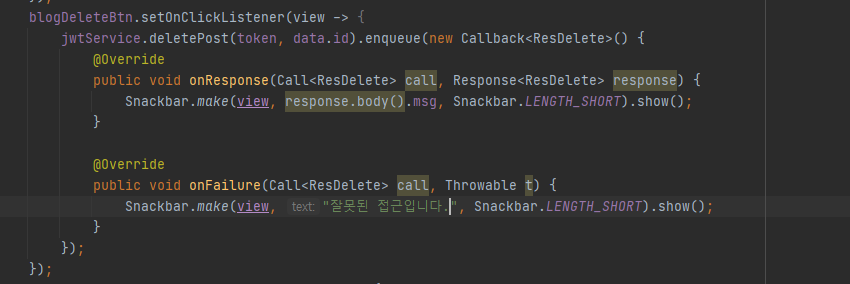 });
blogDeleteBtn.setOnClickListener(view -> {
    jwtService.deletePost(token, data.id).enqueue(new Callback<ResDelete>() {
        @Override
        public void onResponse(Call<ResDelete> call, Response<ResDelete> response) {
            Snackbar.make(view, response.body().msg, Snackbar.LENGTH_SHORT).show();
        }
        @Override
        public void onFailure(Call<ResDelete> call, Throwable t) {
            Snackbar.make(view, text: "잘못된 접근입니다.", Snackbar.LENGTH_SHORT).show();
        }
    });
});